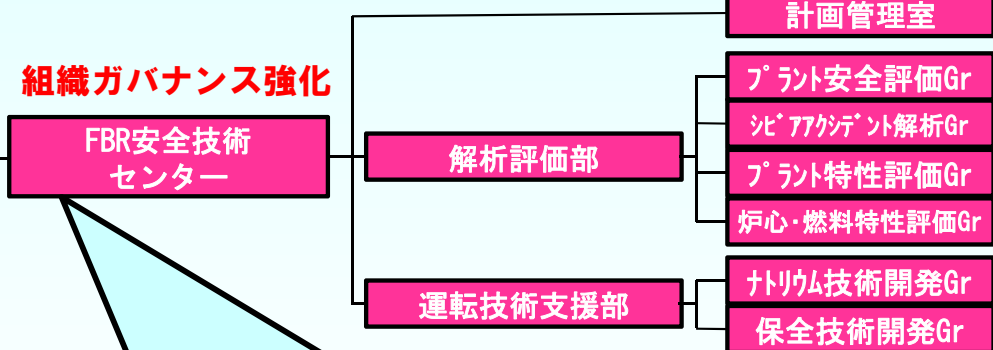 計画管理室
組織ガバナンス強化
プラント安全評価Gr
FBR安全技術
センター
シビアアクシデント解析Gr
解析評価部
プラント特性評価Gr
炉心・燃料特性評価Gr
ナトリウム技術開発Gr
運転技術支援部
保全技術開発Gr